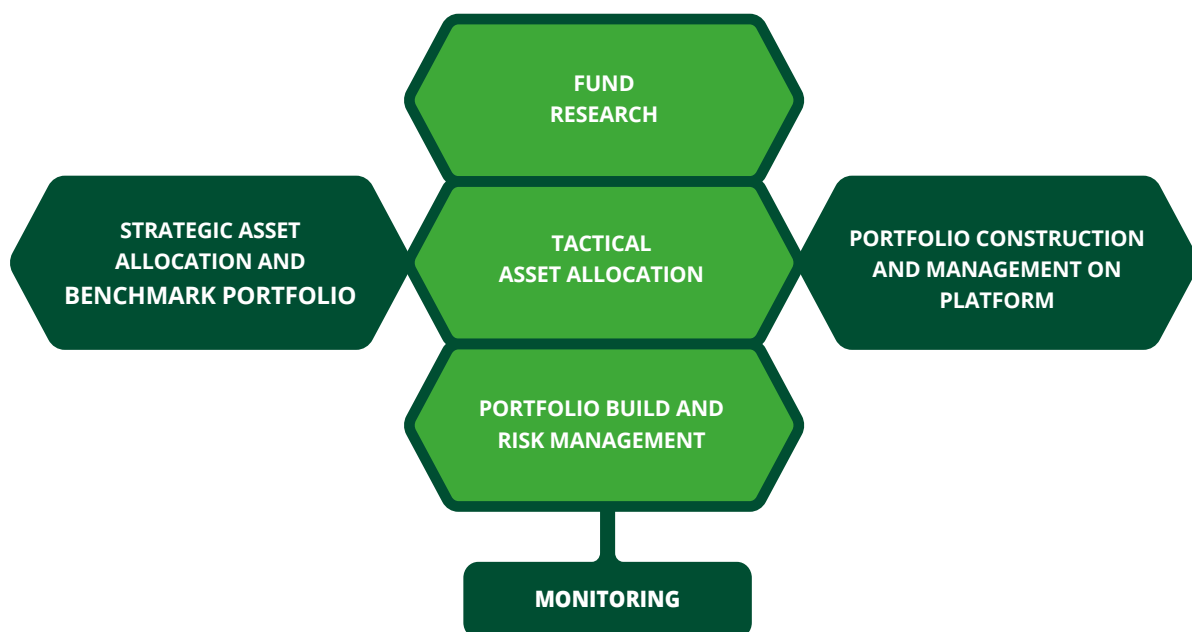 FUND
RESEARCH
STRATEGIC ASSET
ALLOCATION AND
BENCHMARK PORTFOLIO
TACTICAL
ASSET ALLOCATION
PORTFOLIO CONSTRUCTION
AND MANAGEMENT ON
PLATFORM
PORTFOLIO BUILD AND
RISK MANAGEMENT
MONITORING